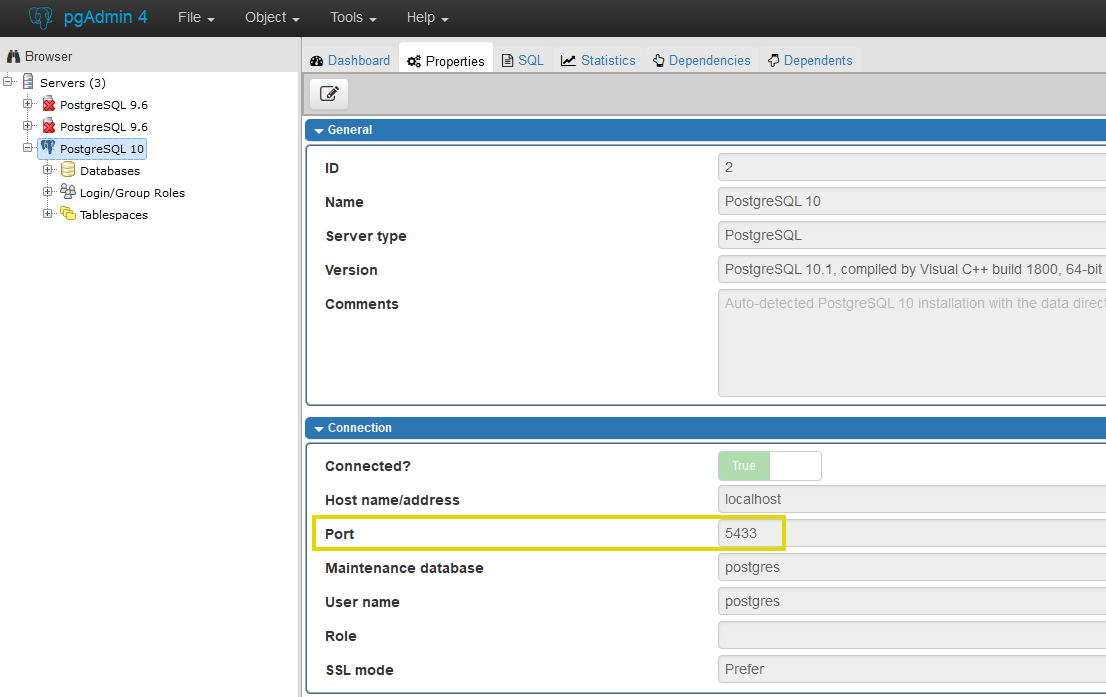 pgAdmin 4 File Object Tools Help
Browser
Servers (3)
PostgreSQL 9.6
PostgreSQL 9.6
PostgreSQL 10
Databases
Login/Group Roles
Tablespaces
Dashboard Properties SQL Statistics Dependencies Dependents
General
ID 2
Name PostgreSQL 10
Server type PostgreSQL
Version PostgreSQL 10.1, compiled by Visual C++ build 1800, 64-bit
Comments Auto-detected PostgreSQL 10 installation with the data direct
Connection
Connected? True
Host name/address localhost
Port 5433
Maintenance database postgres
User name postgres
Role
SSL mode Prefer